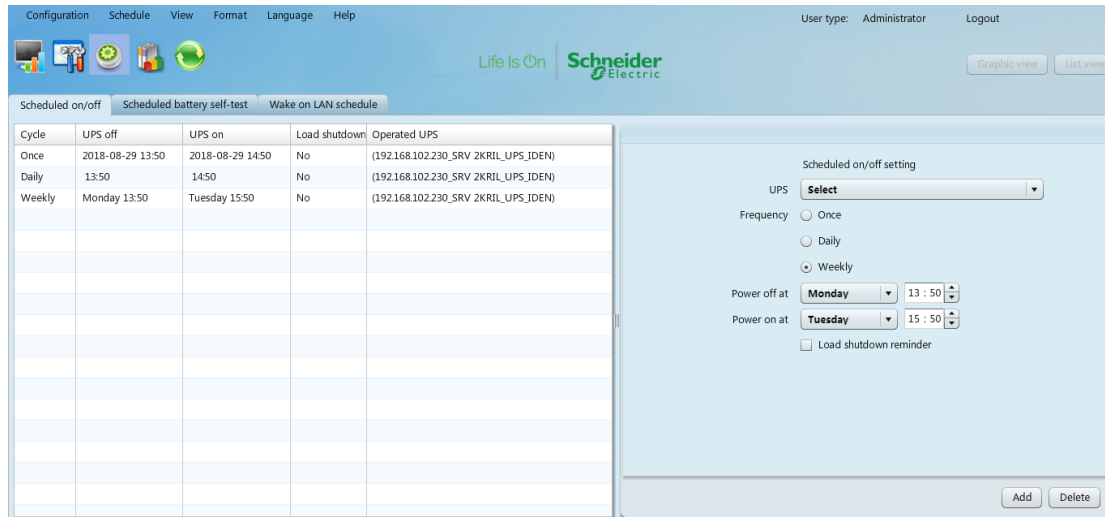 Configuration Schedule View Format Language Help User type: Administrator Logout
Life Is On Schneider Electric
Graphic view List view
Scheduled on/off Scheduled battery self-test Wake on LAN schedule
Cycle UPS off UPS on Load shutdown Operated UPS
Once 2018-08-29 13:50 2018-08-29 14:50 No (192.168.102.230_SRV 2KRIL_UPS_IDEN)
Daily 13:50 14:50 No (192.168.102.230_SRV 2KRIL_UPS_IDEN)
Weekly Monday 13:50 Tuesday 15:50 No (192.168.102.230_SRV 2KRIL_UPS_IDEN)
Scheduled on/off setting
UPS Select
Frequency Once
Daily
Weekly
Power off at Monday 13 : 50
Power on at Tuesday 15 : 50
Load shutdown reminder
Add Delete